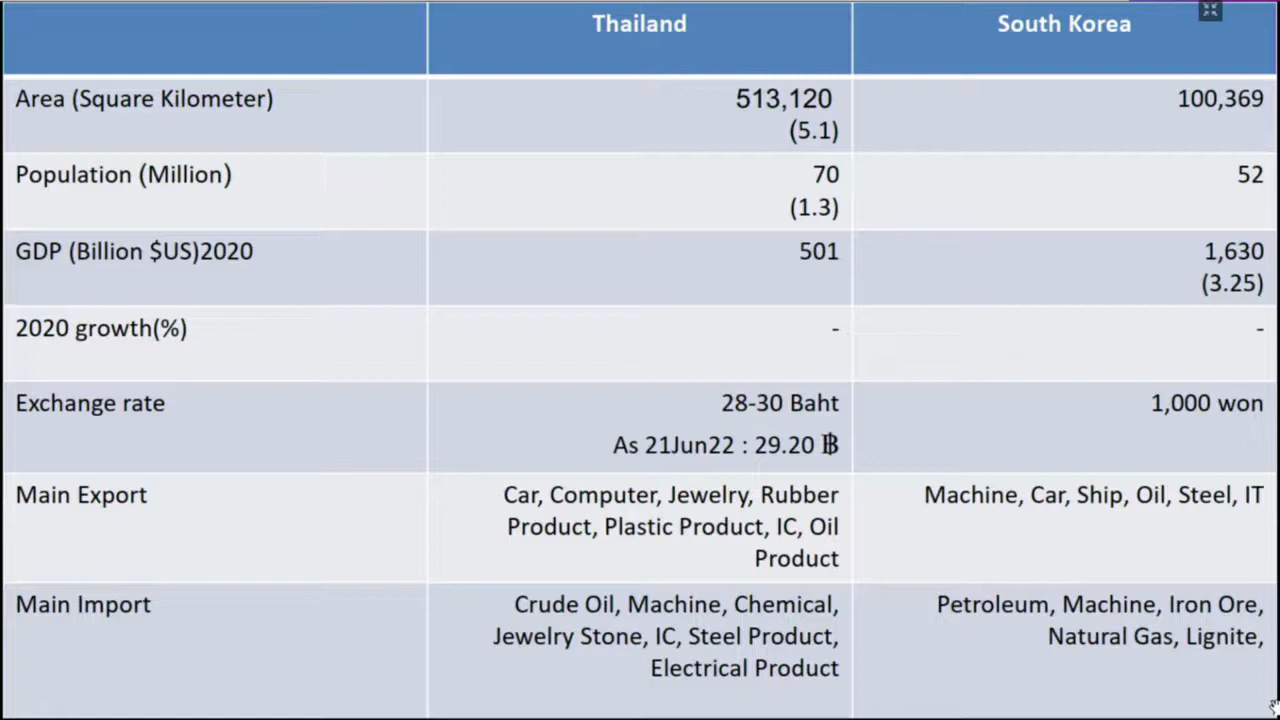 Thailand
South Korea
Area (Square Kilometer)
513,120
(5.1)
100,369
Population (Million)
70
(1.3)
52
GDP (Billion $US)2020
501
1,630
(3.25)
2020 growth(%)
-
-
Exchange rate
28-30 Baht
As 21Jun22 : 29.20 ฿
1,000 won
Main Export
Car, Computer, Jewelry, Rubber
Product, Plastic Product, IC, Oil
Product
Machine, Car, Ship, Oil, Steel, IT
Main Import
Crude Oil, Machine, Chemical,
Jewelry Stone, IC, Steel Product,
Electrical Product
Petroleum, Machine, Iron Ore,
Natural Gas, Lignite,